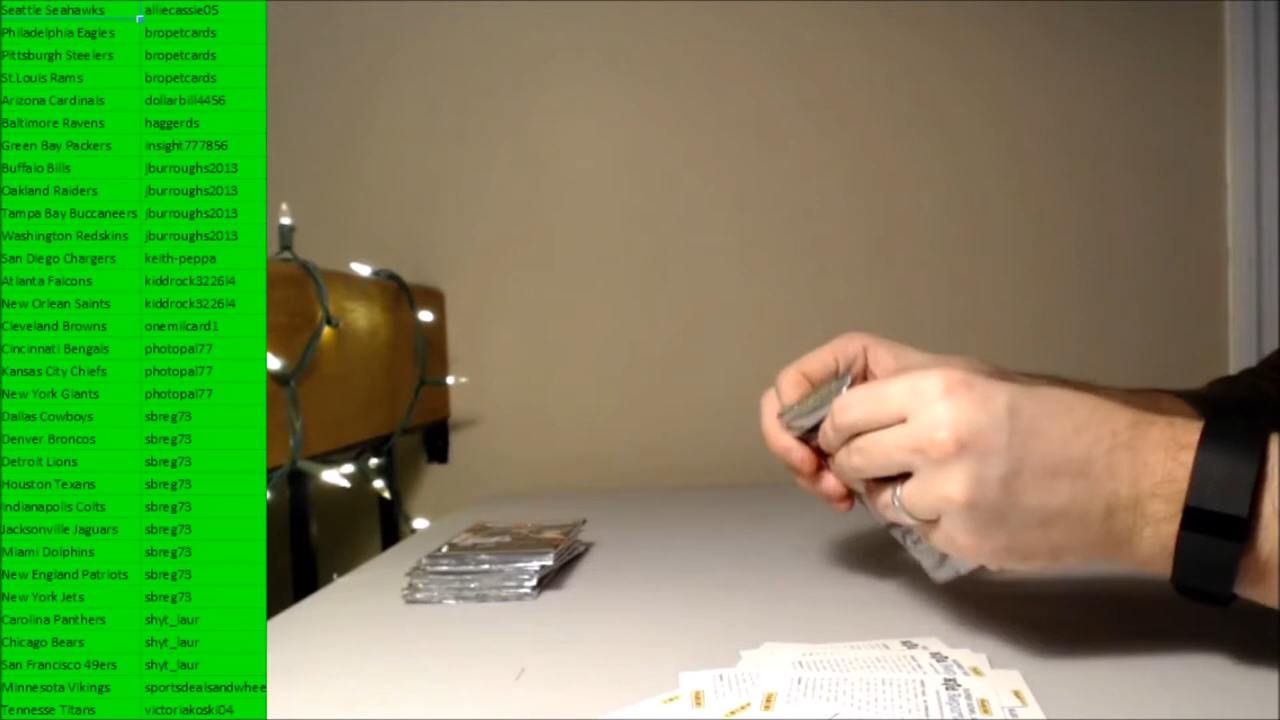 Seattle Seahawks alliecassie05
Philadelphia Eagles bropetcards
Pittsburgh Steelers bropetcards
St.Louis Rams bropetcards
Arizona Cardinals dollarbill4456
Baltimore Ravens haggerds
Green Bay Packers insight777856
Buffalo Bills jburroughs2013
Oakland Raiders jburroughs2013
Tampa Bay Buccaneers jburroughs2013
Washington Redskins jburroughs2013
San Diego Chargers keith-peppa
Atlanta Falcons kiddrock3226l4
New Orlean Saints kiddrock3226l4
Cleveland Browns onemilcard1
Cincinnati Bengals photopal77
Kansas City Chiefs photopal77
New York Giants photopal77
Dallas Cowboys sbreg73
Denver Broncos sbreg73
Detroit Lions sbreg73
Houston Texans sbreg73
Indianapolis Colts sbreg73
Jacksonville Jaguars sbreg73
Miami Dolphins sbreg73
New England Patriots sbreg73
New York Jets sbreg73
Carolina Panthers shyt_laur
Chicago Bears shyt_laur
San Francisco 49ers shyt_laur
Minnesota Vikings sportsdealsandwhee
Tennesse Titans victoriakoski04